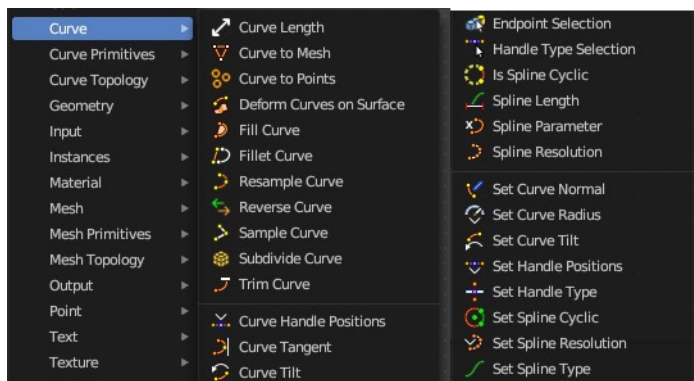 Curve
Curve Primitives
Curve Topology
Geometry
Input
Instances
Material
Mesh
Mesh Primitives
Mesh Topology
Output
Point
Text
Texture
Curve Length
Curve to Mesh
Curve to Points
Deform Curves on Surface
Fill Curve
Fillet Curve
Resample Curve
Reverse Curve
Sample Curve
Subdivide Curve
Trim Curve
Curve Handle Positions
Curve Tangent
Curve Tilt
Endpoint Selection
Handle Type Selection
Is Spline Cyclic
Spline Length
Spline Parameter
Spline Resolution
Set Curve Normal
Set Curve Radius
Set Curve Tilt
Set Handle Positions
Set Handle Type
Set Spline Cyclic
Set Spline Resolution
Set Spline Type